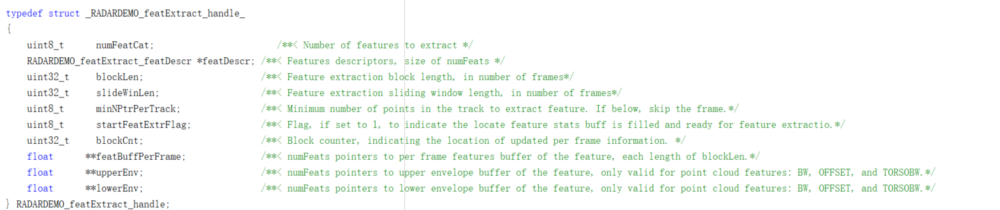 typedef struct _RADARDEMO_featExtract_handle_
{
    uint8_t     numFeatCat;                     /**< Number of features to extract */
    RADARDEMO_featExtract_featDescr *featDescr; /**< Features descriptors, size of numFeats */
    uint32_t    blockLen;                       /**< Feature extraction block length, in number of frames*/
    uint32_t    slideWinLen;                    /**< Feature extraction sliding window length, in number of frames*/
    uint8_t     minNPtrPerTrack;                /**< Minimum number of points in the track to extract feature. If below, skip the frame.*/
    uint8_t     startFeatExtrFlag;              /**< Flag, if set to 1, to indicate the locate feature stats buff is filled and ready for feature extractio.*/
    uint32_t    blockCnt;                       /**< Block counter, indicating the location of updated per frame information. */
    float      **featBuffPerFrame;              /**< numFeats pointers to per frame features buffer of the feature, each length of blockLen.*/
    float      **upperEnv;                      /**< numFeats pointers to upper envelope buffer of the feature, only valid for point cloud features: BW, OFFSET, and TORSOBW.*/
    float      **lowerEnv;                      /**< numFeats pointers to lower envelope buffer of the feature, only valid for point cloud features: BW, OFFSET, and TORSOBW.*/
} RADARDEMO_featExtract_handle;